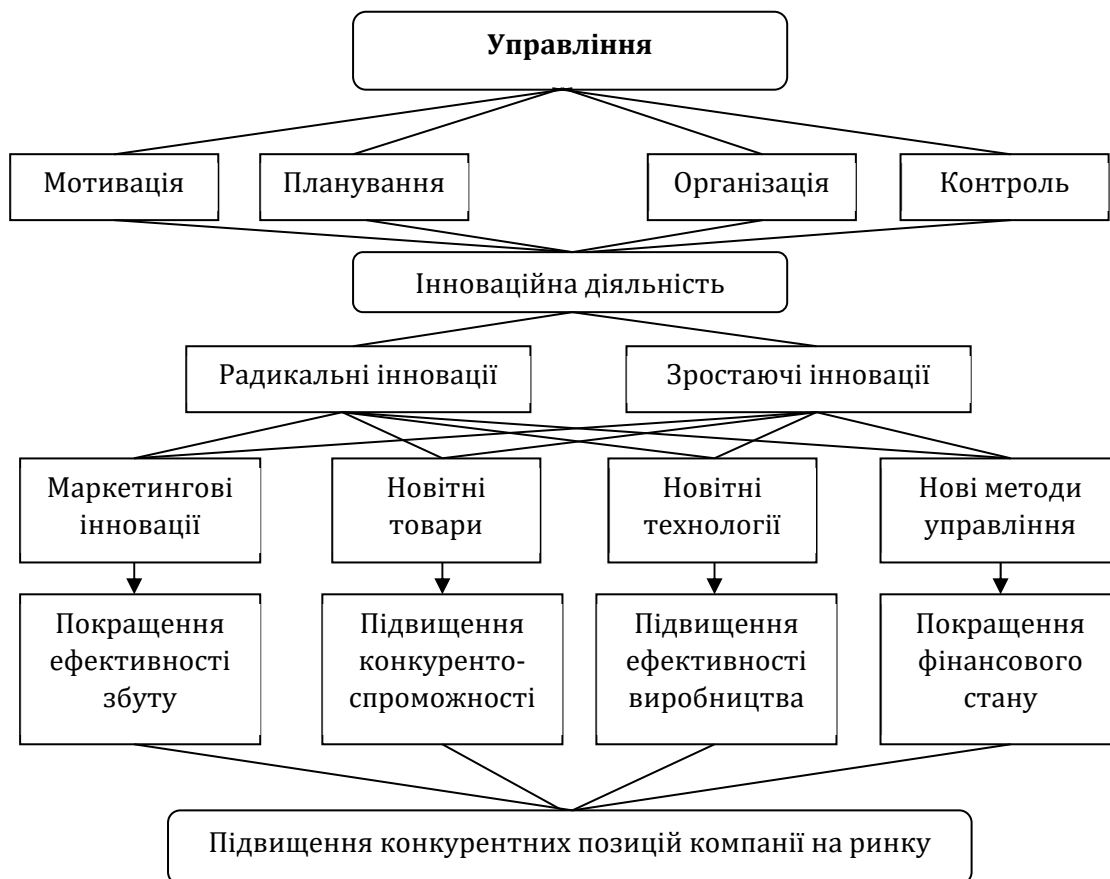 Управління
Мотивація
Планування
Організація
Контроль
Інноваційна діяльність
Радикальні інновації
Зростаючі інновації
Маркетингові
інновації
Новітні
товари
Новітні
технології
Нові методи
управління
Покращення
ефективності
збуту
Підвищення
конкуренто-
спроможності
Підвищення
ефективності
виробництва
Покращення
фінансового
стану
Підвищення конкурентних позицій компанії на ринку